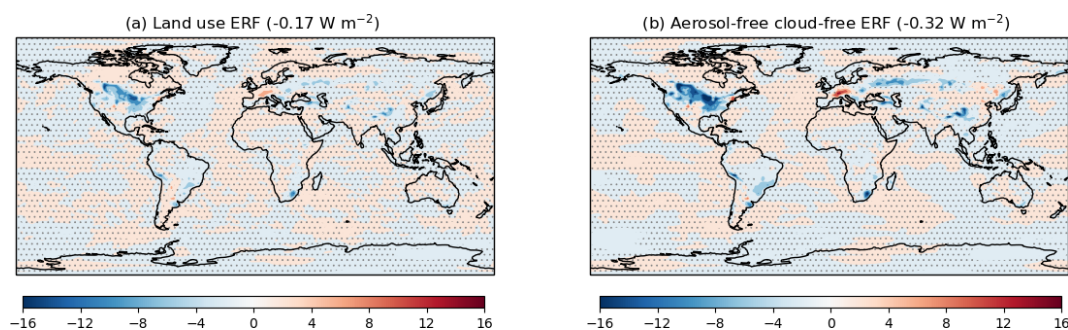 (a) Land use ERF (-0.17 W m⁻²)
(b) Aerosol-free cloud-free ERF (-0.32 W m⁻²)
−16 −12 −8 −4 0 4 8 12 16
−16 −12 −8 −4 0 4 8 12 16